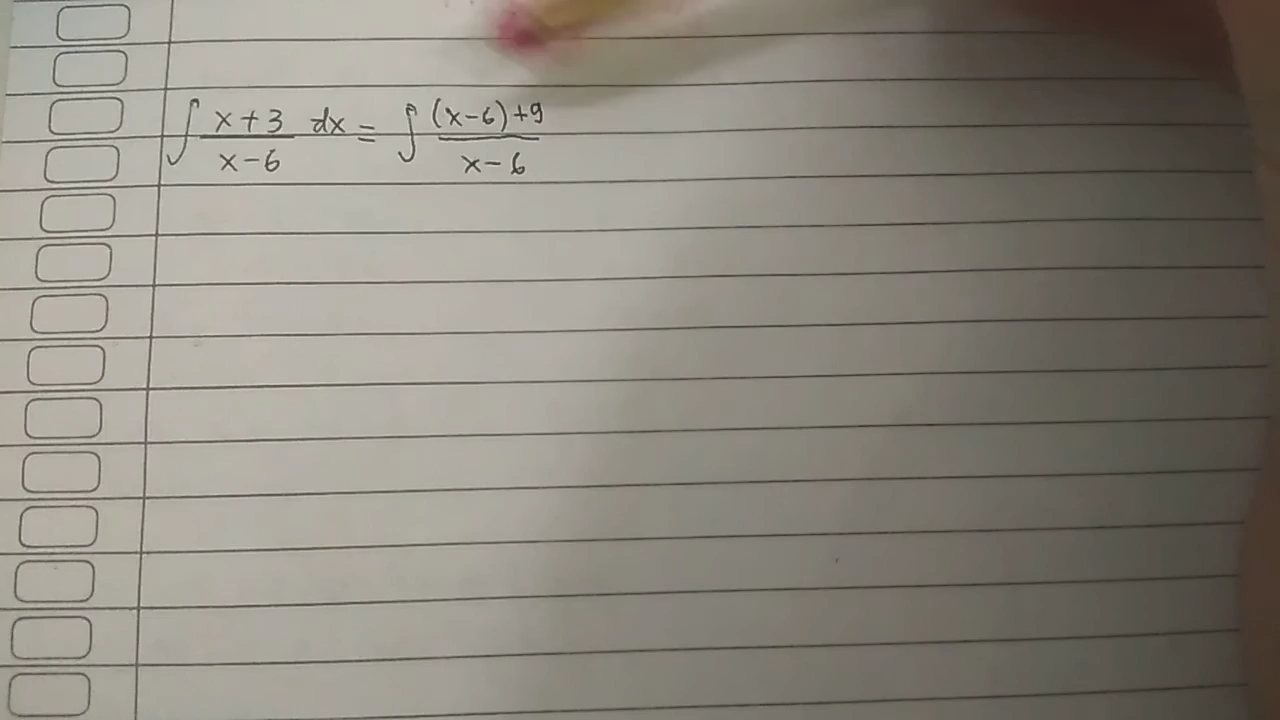 ∫ x+3 / x-6 dx = ∫ (x-6)+9 / x-6